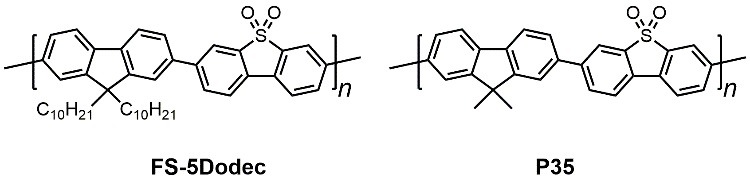 O O O O
S S
n n
C₁₀H₂₁ C₁₀H₂₁
FS-5Dodec P35